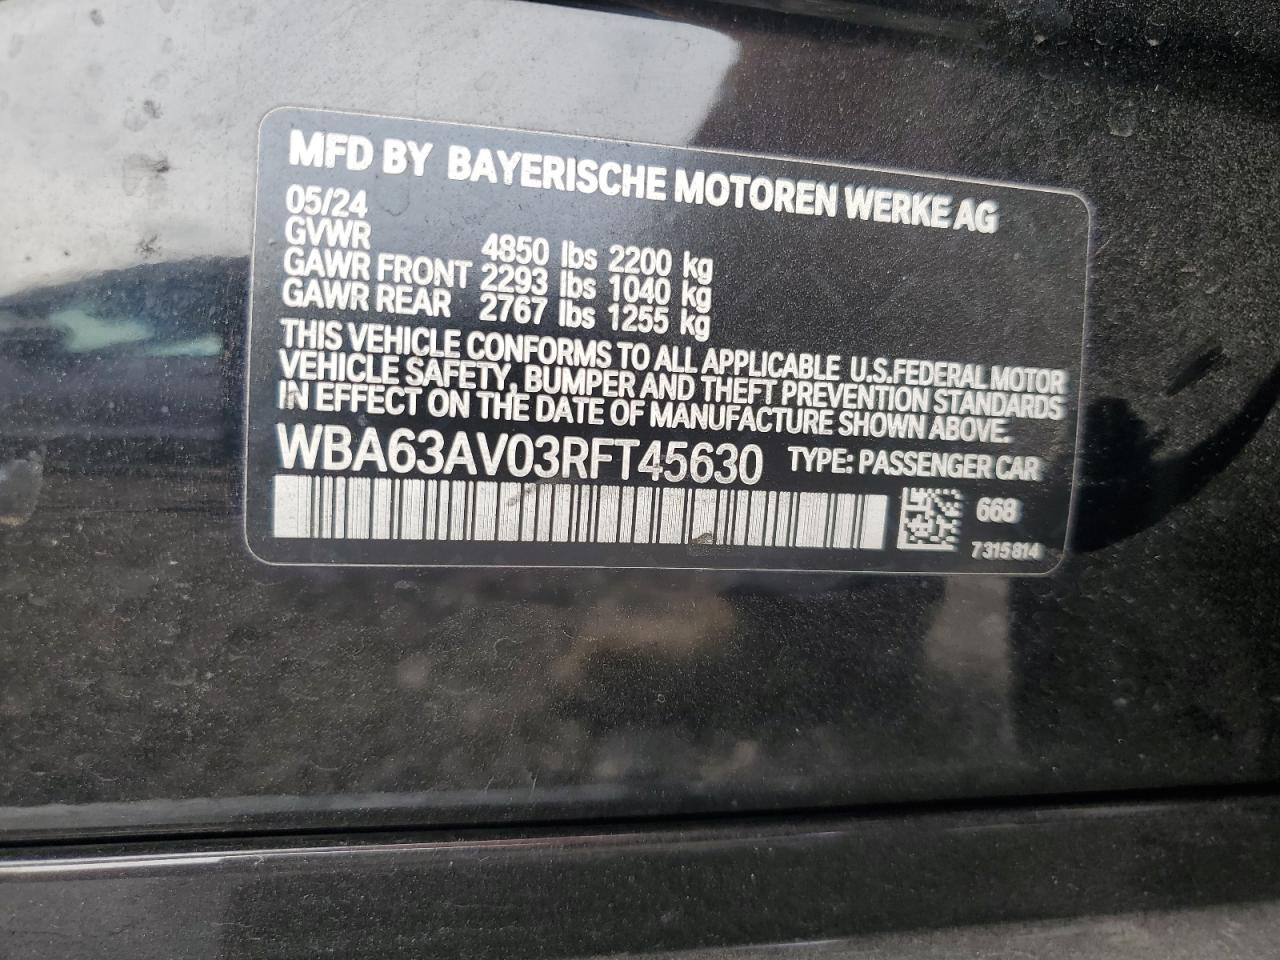 MFD BY BAYERISCHE MOTOREN WERKE AG
05/24
GVWR 4850 lbs 2200 kg
GAWR FRONT 2293 lbs 1040 kg
GAWR REAR 2767 lbs 1255 kg
THIS VEHICLE CONFORMS TO ALL APPLICABLE U.S.FEDERAL MOTOR
VEHICLE SAFETY, BUMPER AND THEFT PREVENTION STANDARDS
IN EFFECT ON THE DATE OF MANUFACTURE SHOWN ABOVE.
WBA63AV03RFT45630 TYPE: PASSENGER CAR
668
7315814